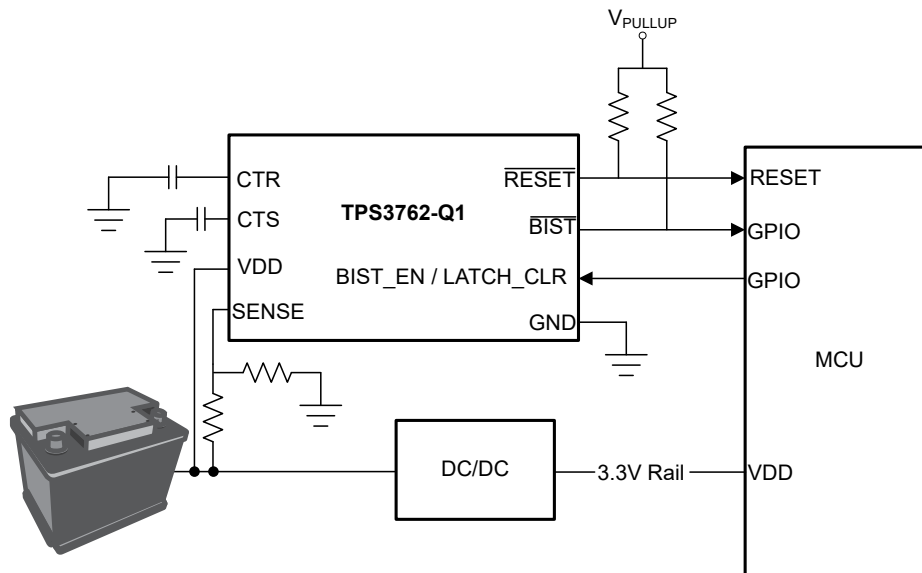 VPULLUP
CTR
RESET
RESET
CTS
TPS3762-Q1
BIST
GPIO
VDD
BIST_EN / LATCH_CLR
GPIO
SENSE
GND
MCU
DC/DC
3.3V Rail
VDD